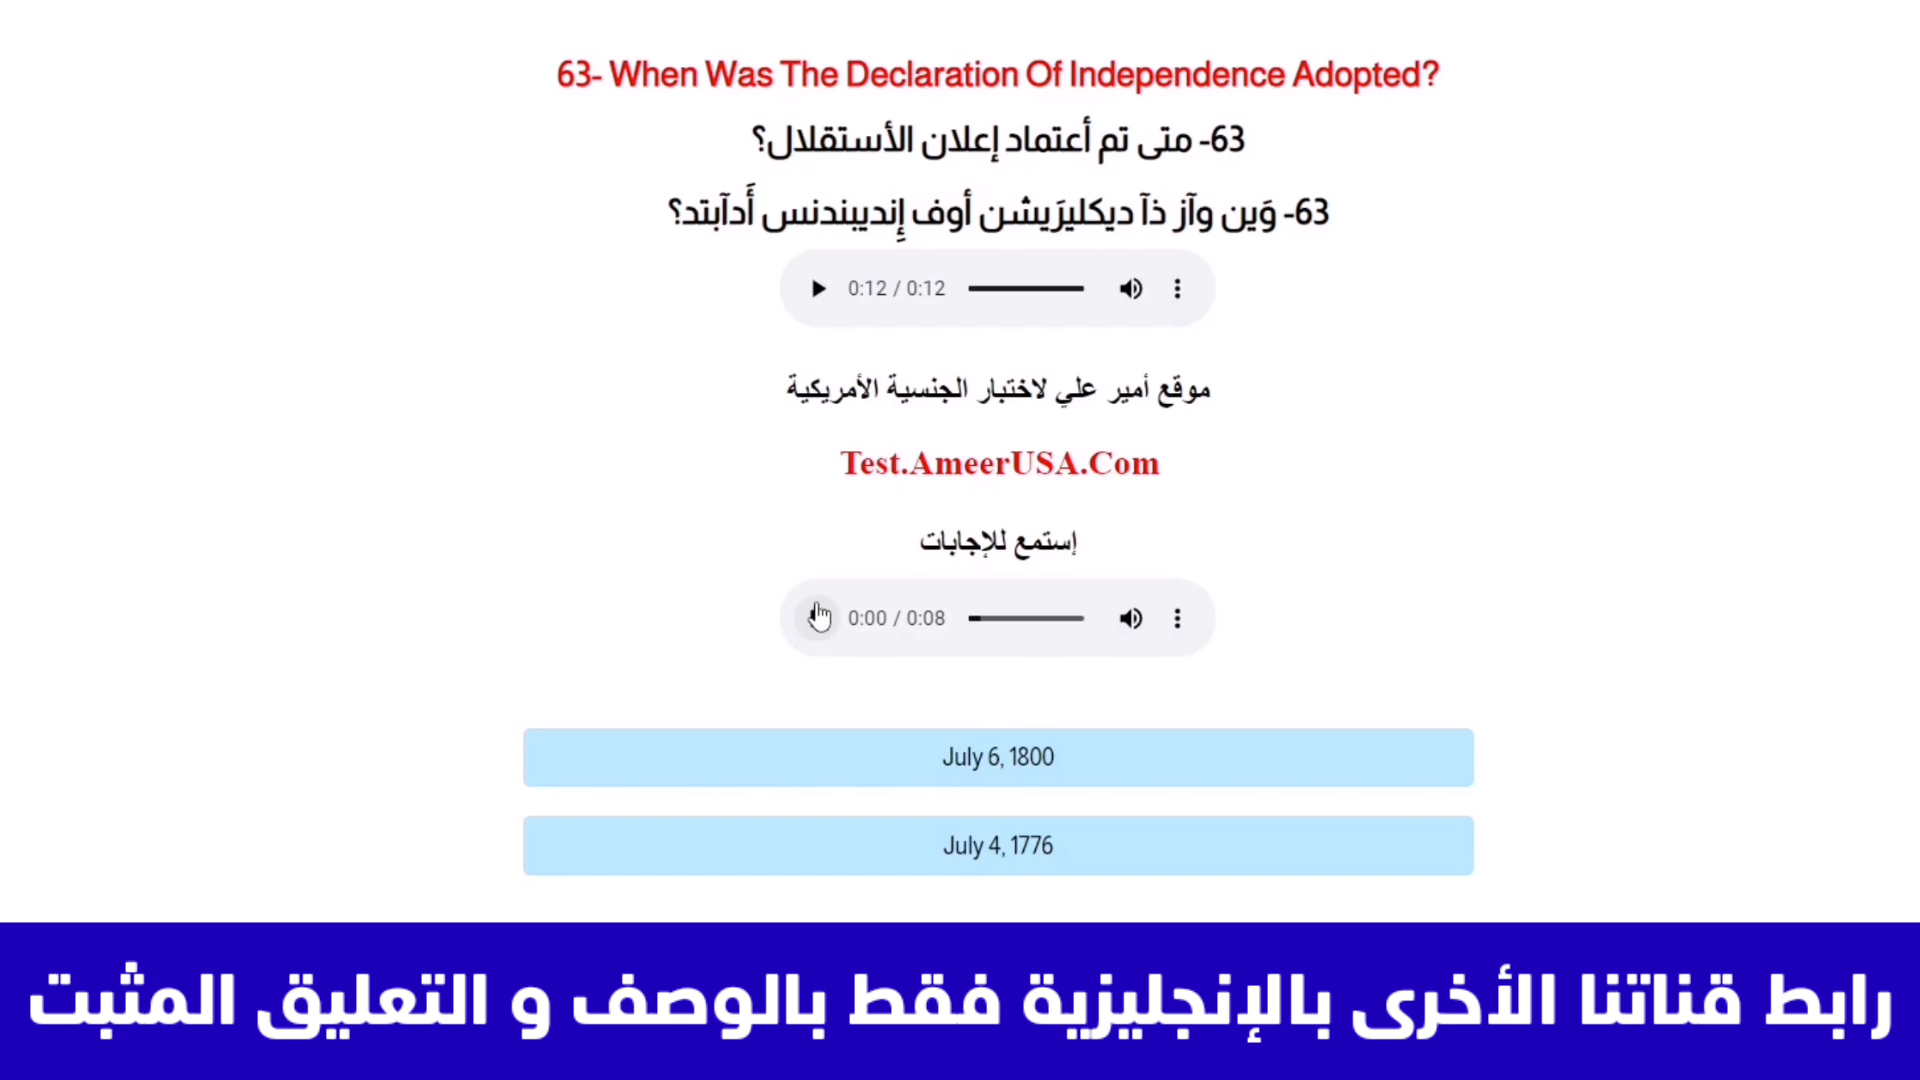 63- When Was The Declaration Of Independence Adopted?
63- متى تم أعتماد إعلان الأستقلال؟
63- وَين وآز ذآ ديكليرَيشن أوف إِنديبندنس أَدآبتد؟
0:12 / 0:12
موقع أمير علي لاختبار الجنسية الأمريكية
Test.AmeerUSA.Com
إستمع للإجابات
0:00 / 0:08
July 6, 1800
July 4, 1776
رابط قناتنا الأخرى بالإنجليزية فقط بالوصف و التعليق المثبت